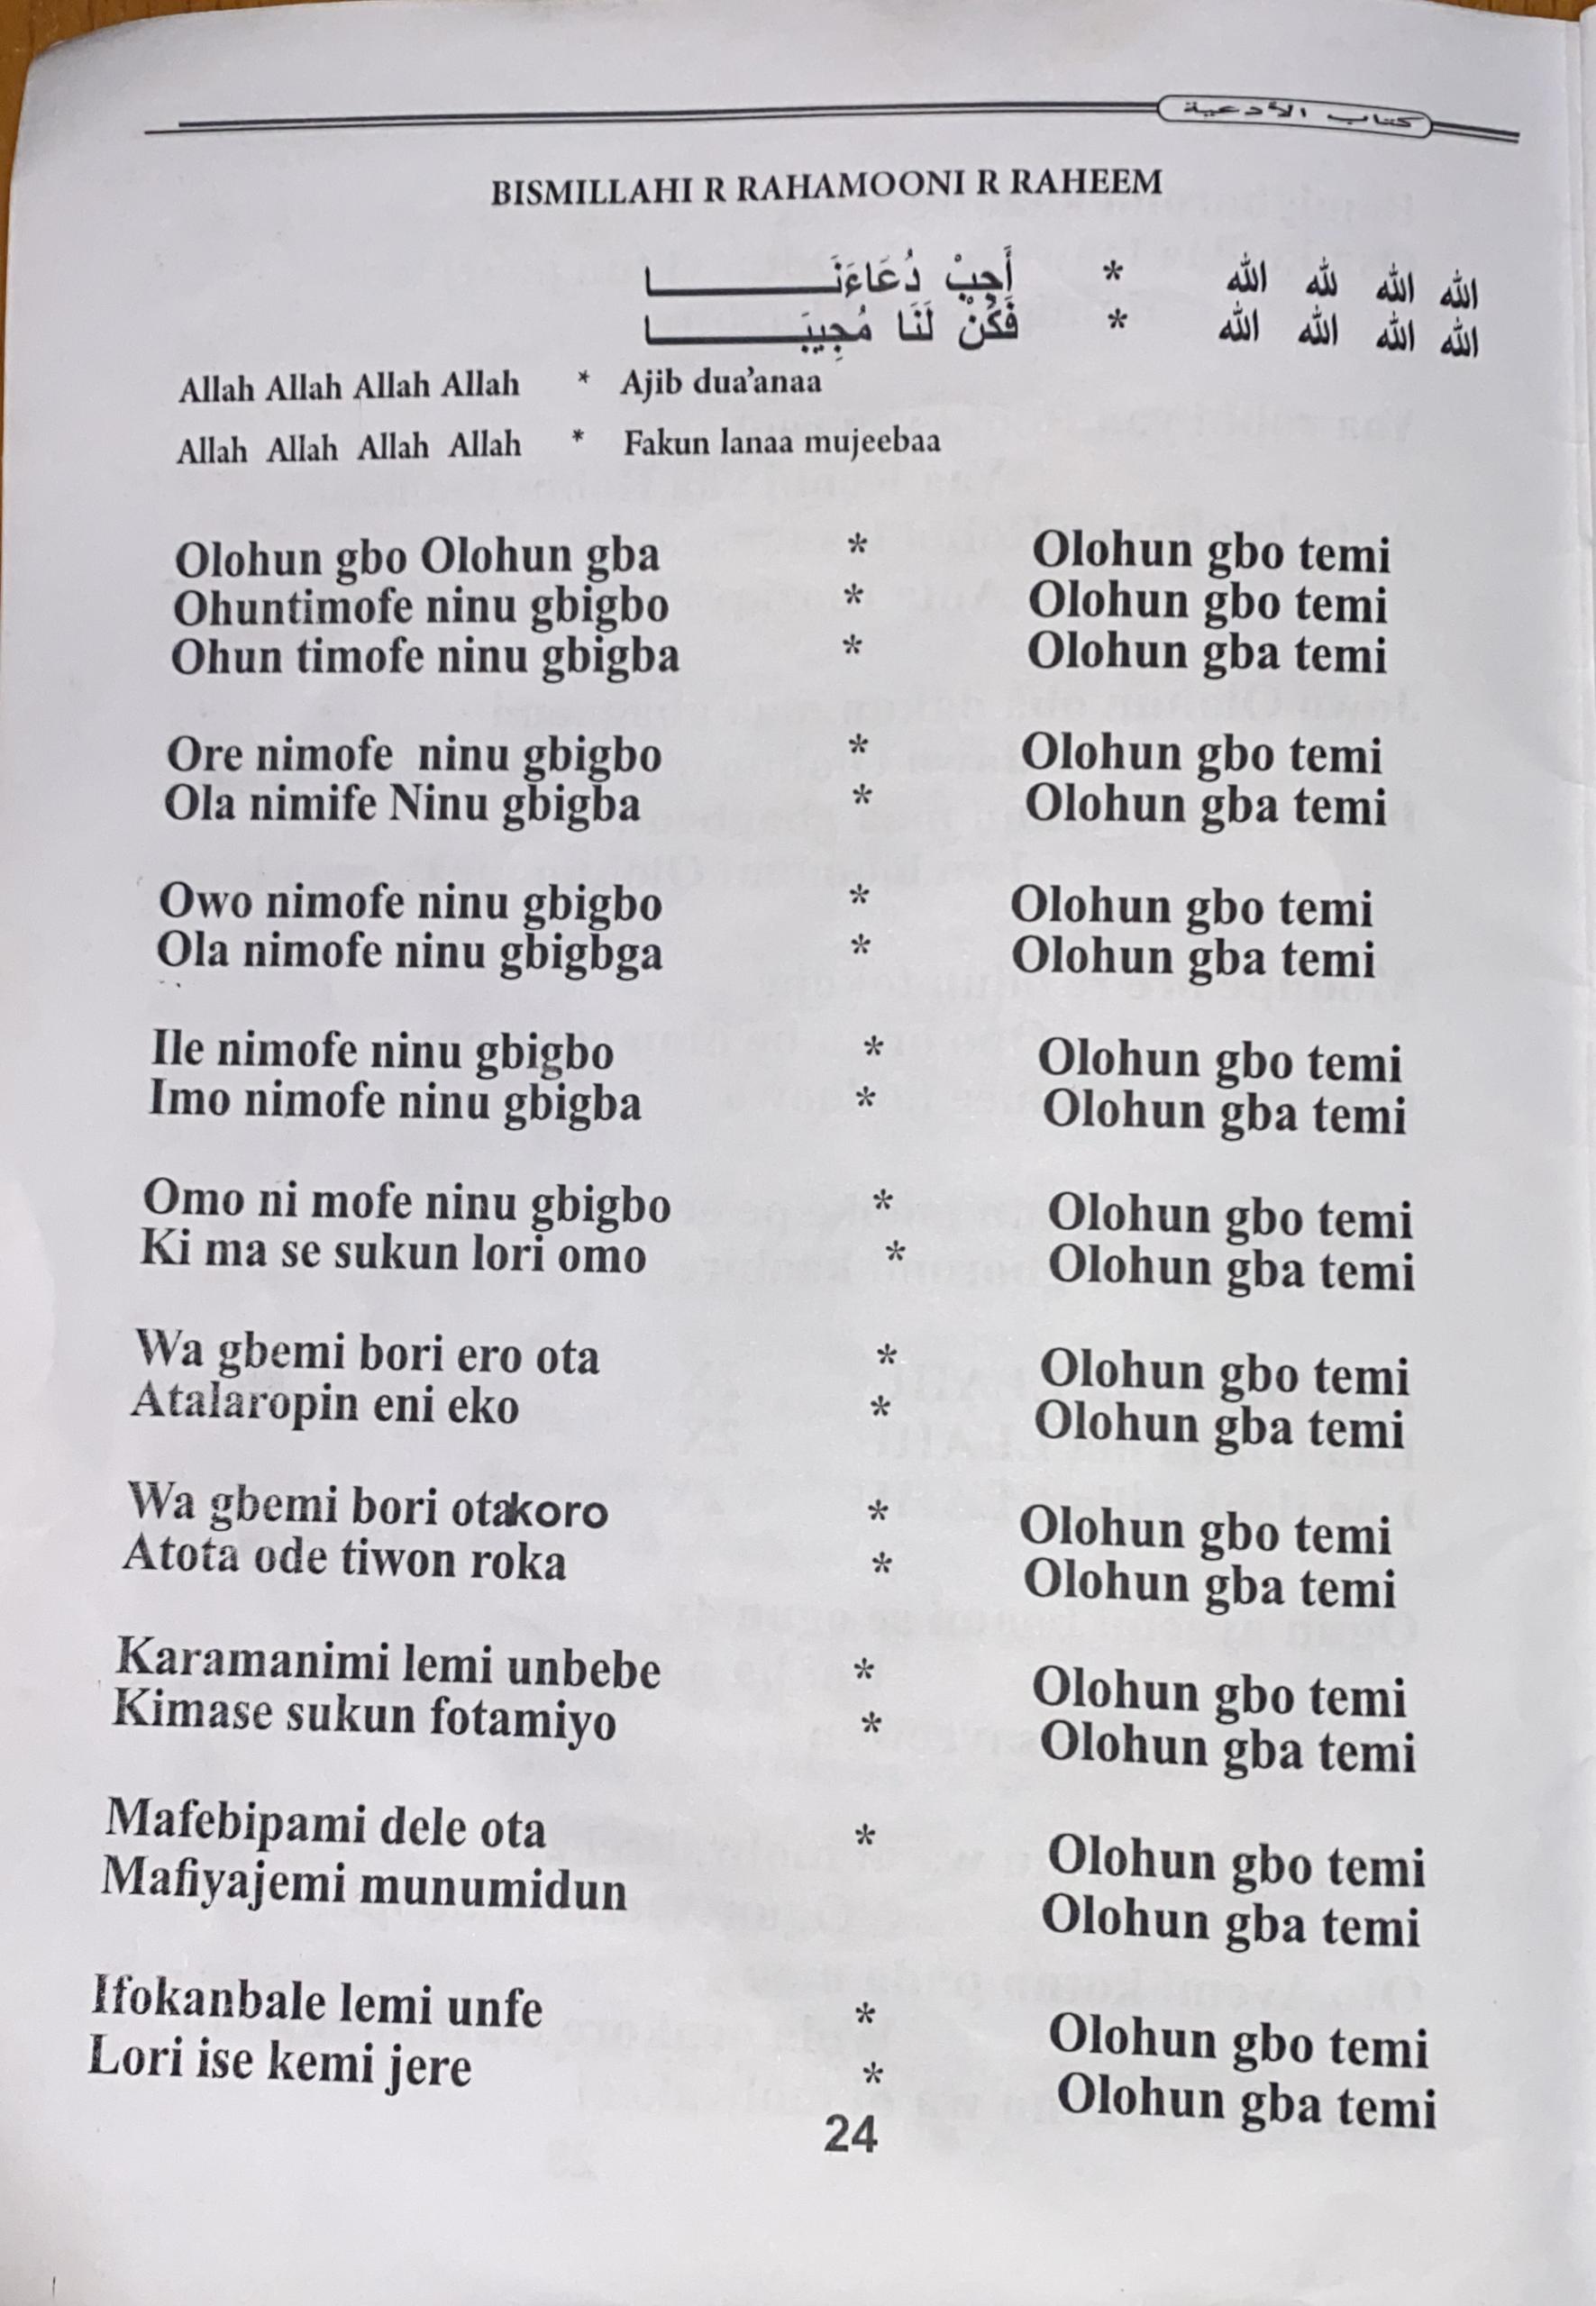 كتاب الأدعية
BISMILLAHI R RAHAMOONI R RAHEEM
الله الله لله الله * أَجِبْ دُعَاءَنَـــــــــا
الله الله الله الله * فَكُنْ لَنَا مُجِيبَـــــــــا
Allah Allah Allah Allah * Ajib dua’anaa
Allah Allah Allah Allah * Fakun lanaa mujeebaa
Olohun gbo Olohun gba * Olohun gbo temi
Ohuntimofe ninu gbigbo * Olohun gbo temi
Ohun timofe ninu gbigba * Olohun gba temi
Ore nimofe ninu gbigbo * Olohun gbo temi
Ola nimife Ninu gbigba * Olohun gba temi
Owo nimofe ninu gbigbo * Olohun gbo temi
Ola nimofe ninu gbigbga * Olohun gba temi
Ile nimofe ninu gbigbo * Olohun gbo temi
Imo nimofe ninu gbigba * Olohun gba temi
Omo ni mofe ninu gbigbo * Olohun gbo temi
Ki ma se sukun lori omo * Olohun gba temi
Wa gbemi bori ero ota * Olohun gbo temi
Atalaropin eni eko * Olohun gba temi
Wa gbemi bori otakoro * Olohun gbo temi
Atota ode tiwon roka * Olohun gba temi
Karamanimi lemi unbebe * Olohun gbo temi
Kimase sukun fotamiyo * Olohun gba temi
Mafebipami dele ota * Olohun gbo temi
Mafiyajemi munumidun Olohun gba temi
Ifokanbale lemi unfe * Olohun gbo temi
Lori ise kemi jere * Olohun gba temi
24